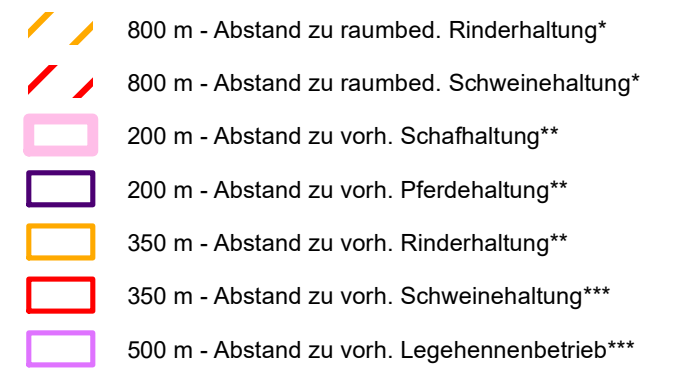 800 m - Abstand zu raumbed. Rinderhaltung*
800 m - Abstand zu raumbed. Schweinehaltung*
200 m - Abstand zu vorh. Schafhaltung**
200 m - Abstand zu vorh. Pferdehaltung**
350 m - Abstand zu vorh. Rinderhaltung**
350 m - Abstand zu vorh. Schweinehaltung***
500 m - Abstand zu vorh. Legehennenbetrieb***